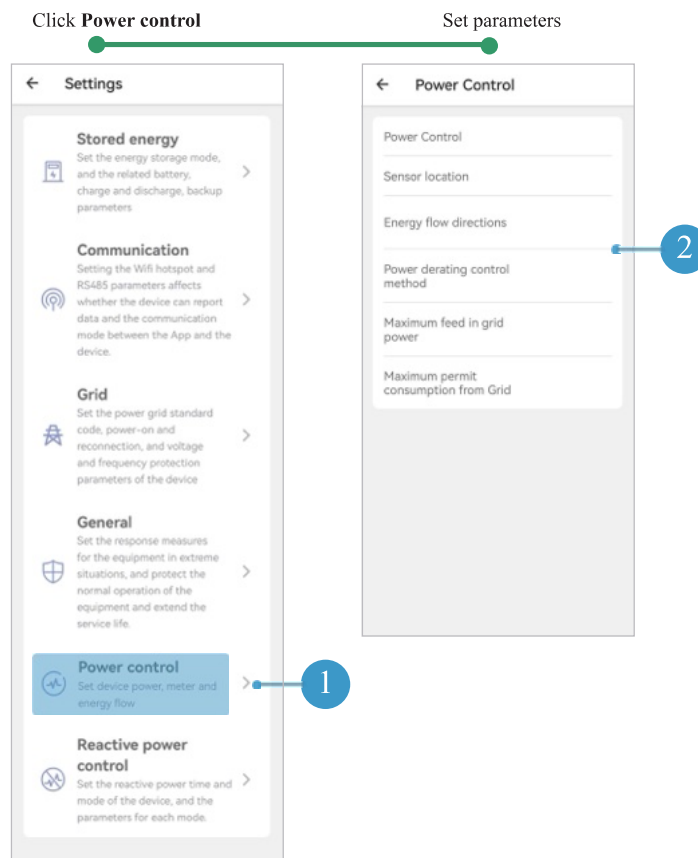 Click Power control
Set parameters
← Settings
Stored energy
Set the energy storage mode,
and the related battery,
charge and discharge, backup
parameters
Communication
Setting the Wifi hotspot and
RS485 parameters affects
whether the device can report
data and the communication
mode between the App and the
device.
Grid
Set the power grid standard
code, power-on and
reconnection, and voltage
and frequency protection
parameters of the device
General
Set the response measures
for the equipment in extreme
situations, and protect the
normal operation of the
equipment and extend the
service life.
Power control
Set device power, meter and
energy flow
1
Reactive power
control
Set the reactive power time and
mode of the device, and the
parameters for each mode.
← Power Control
Power Control
Sensor location
Energy flow directions
2
Power derating control
method
Maximum feed in grid
power
Maximum permit
consumption from Grid